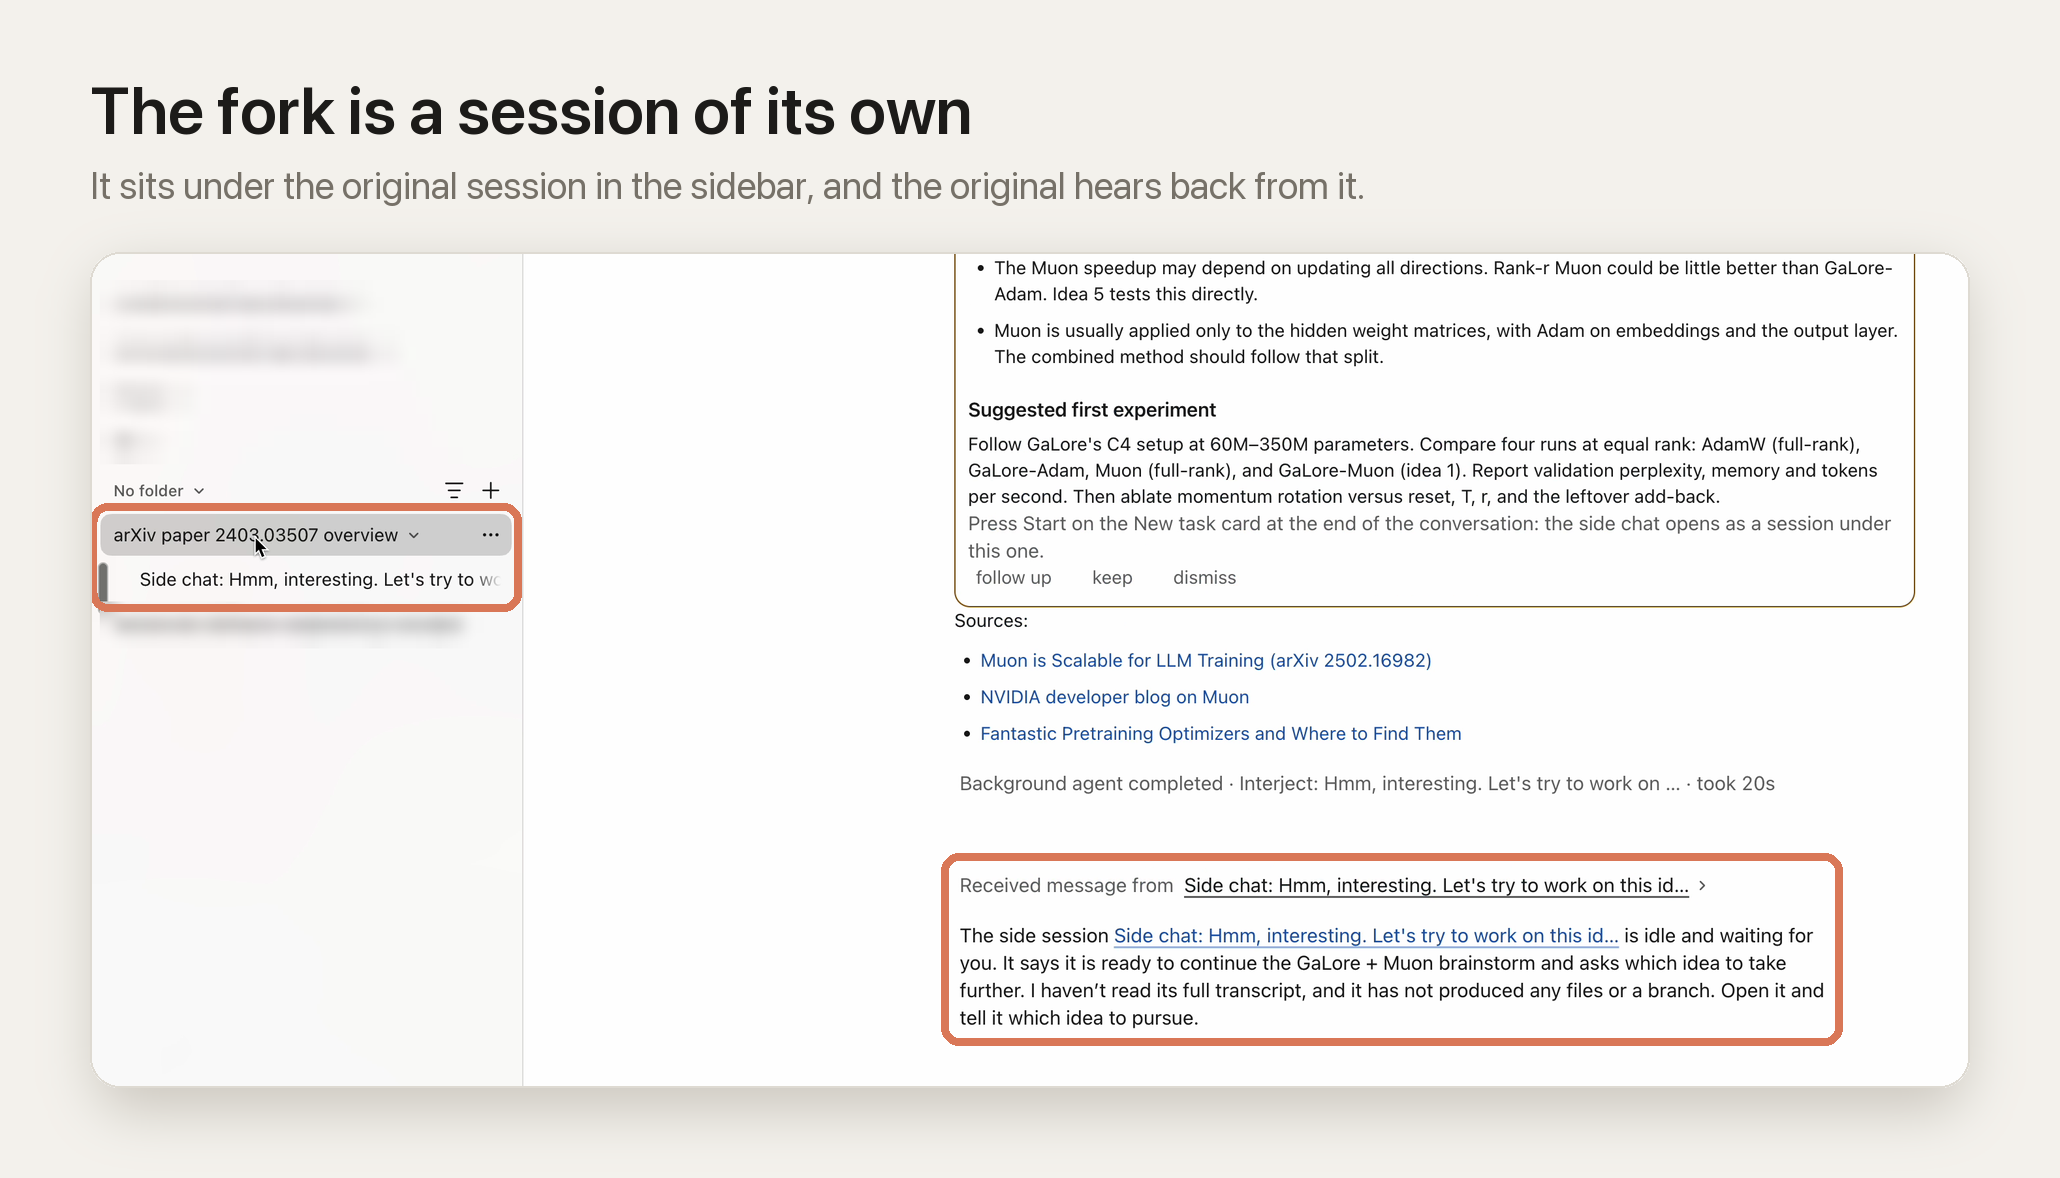 The fork is a session of its own
It sits under the original session in the sidebar, and the original hears back from it.
No folder
arXiv paper 2403.03507 overview
Side chat: Hmm, interesting. Let's try to
• The Muon speedup may depend on updating all directions. Rank-r Muon could be little better than GaLore-
Adam. Idea 5 tests this directly.
• Muon is usually applied only to the hidden weight matrices, with Adam on embeddings and the output layer.
The combined method should follow that split.
Suggested first experiment
Follow GaLore's C4 setup at 60M–350M parameters. Compare four runs at equal rank: AdamW (full-rank),
GaLore-Adam, Muon (full-rank), and GaLore-Muon (idea 1). Report validation perplexity, memory and tokens
per second. Then ablate momentum rotation versus reset, T, r, and the leftover add-back.
Press Start on the New task card at the end of the conversation: the side chat opens as a session under
this one.
follow up keep dismiss
Sources:
• Muon is Scalable for LLM Training (arXiv 2502.16982)
• NVIDIA developer blog on Muon
• Fantastic Pretraining Optimizers and Where to Find Them
Background agent completed · Interject: Hmm, interesting. Let's try to work on ... · took 20s
Received message from Side chat: Hmm, interesting. Let's try to work on this id... >
The side session Side chat: Hmm, interesting. Let's try to work on this id... is idle and waiting for
you. It says it is ready to continue the GaLore + Muon brainstorm and asks which idea to take
further. I haven’t read its full transcript, and it has not produced any files or a branch. Open it and
tell it which idea to pursue.